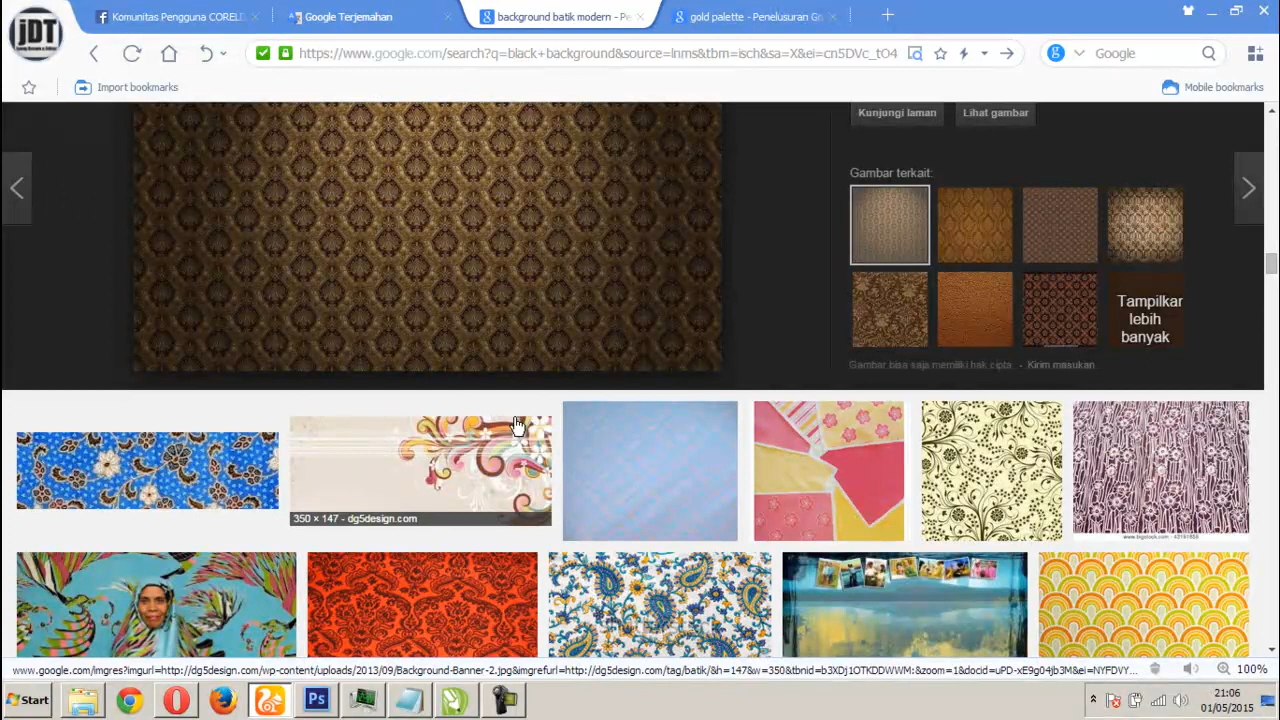 jDT
Komunitas Pengguna CORELD
Google Terjemahan
background batik modern - Pe
gold palette - Penelusuran Go
https://www.google.com/search?q=black+background&source=lnms&tbm=isch&sa=X&ei=cn5DVc_tO4
Google
Import bookmarks
Mobile bookmarks
Kunjungi laman
Lihat gambar
Gambar terkait:
Tampilkan
lebih
banyak
Gambar bisa saja memiliki hak cipta. - Kirim masukan.
350 × 147 - dg5design.com
www.google.com/imgres?imgurl=http://dg5design.com/wp-content/uploads/2013/09/Background-Banner-2.jpg&imgrefurl=http://dg5design.com/tag/batik/&h=147&w=350&tbnid=b3XDj1OTKDDWWM:&zoom=1&docid=uPD-xE9g04jb3M&ei=NYFDVY...
100%
Start
Ps
21:06
01/05/2015